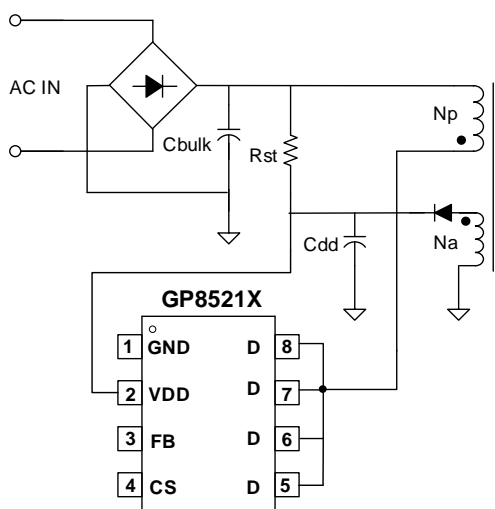 AC IN
Cbulk
Rst
Np
Cdd
Na
GP8521X
1 GND D 8
2 VDD D 7
3 FB D 6
4 CS D 5